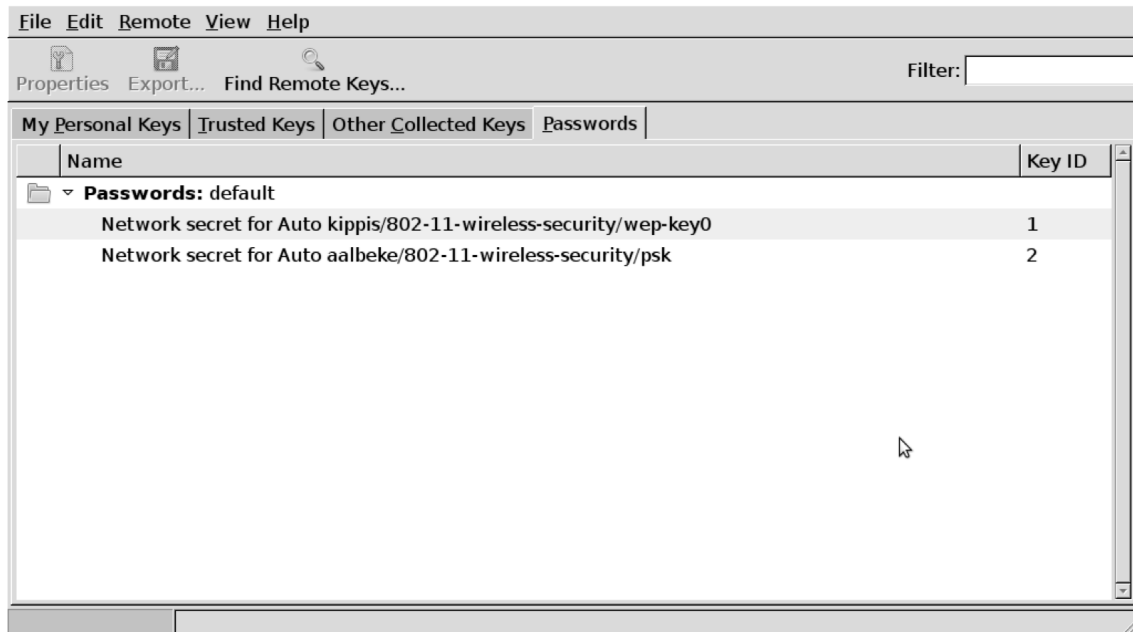 File Edit Remote View Help
Properties Export... Find Remote Keys... Filter:
My Personal Keys Trusted Keys Other Collected Keys Passwords
Name Key ID
Passwords: default
Network secret for Auto kippis/802-11-wireless-security/wep-key0 1
Network secret for Auto aalbeke/802-11-wireless-security/psk 2